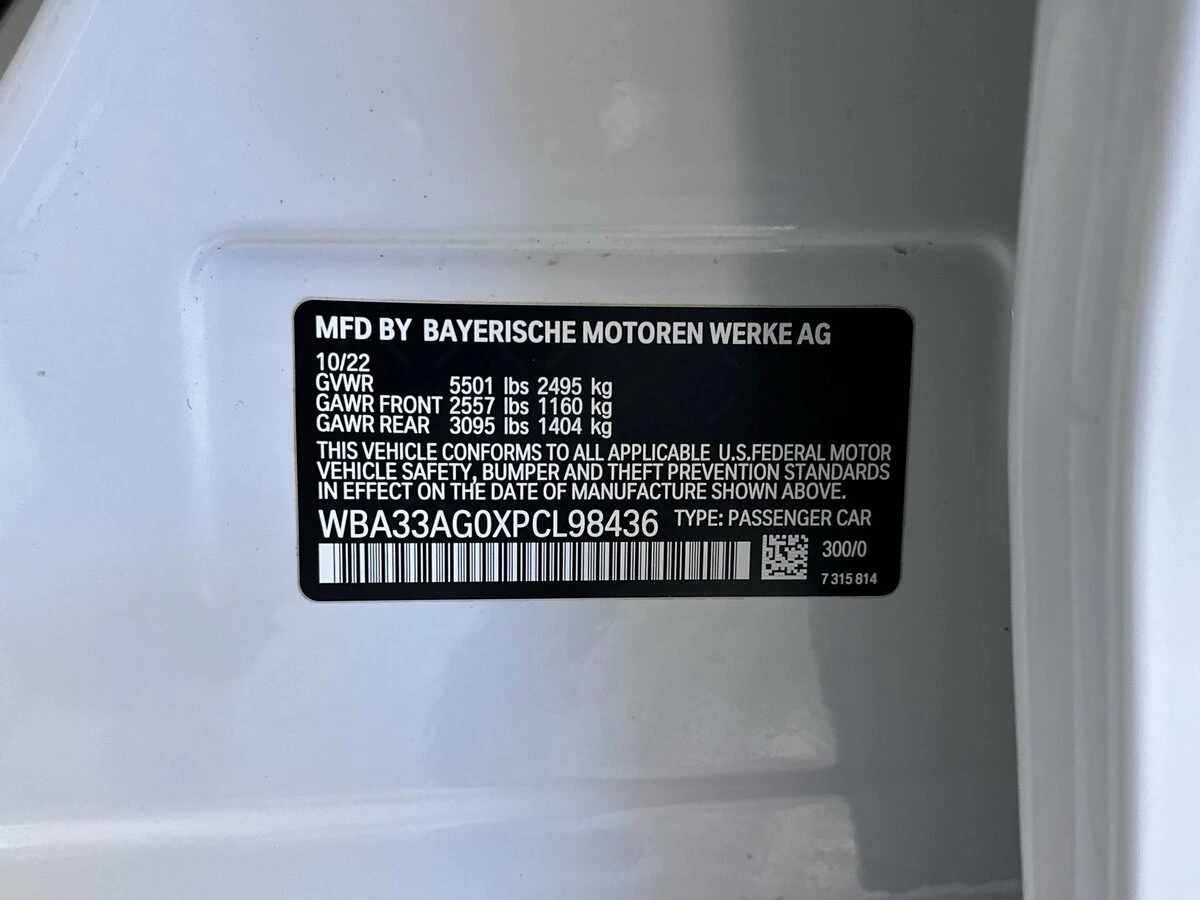 MFD BY BAYERISCHE MOTOREN WERKE AG
10/22
GVWR 5501 lbs 2495 kg
GAWR FRONT 2557 lbs 1160 kg
GAWR REAR 3095 lbs 1404 kg
THIS VEHICLE CONFORMS TO ALL APPLICABLE U.S.FEDERAL MOTOR
VEHICLE SAFETY, BUMPER AND THEFT PREVENTION STANDARDS
IN EFFECT ON THE DATE OF MANUFACTURE SHOWN ABOVE.
WBA33AG0XPCL98436 TYPE: PASSENGER CAR
300/0
7 315 814